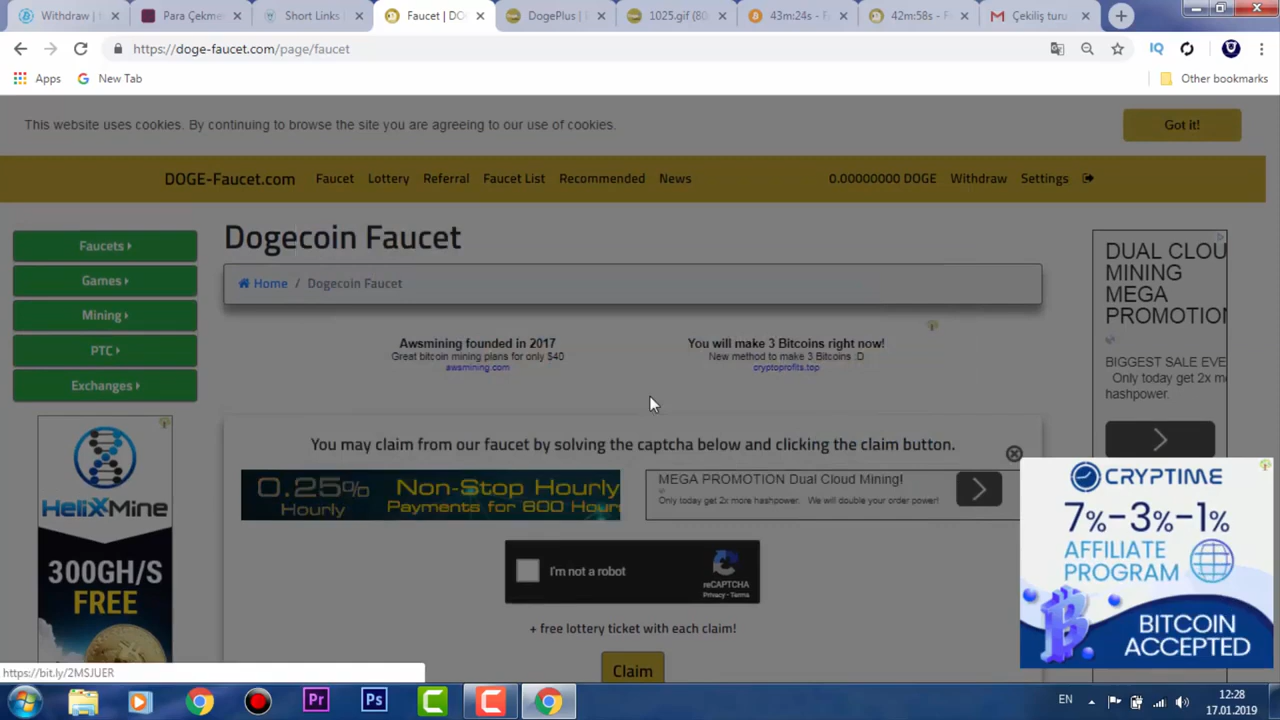 Withdraw | t
Para Çekme
Short Links |
Faucet | DO
DogePlus |
1025.gif (80
43m:24s - F
42m:58s - F
Çekiliş turu
https://doge-faucet.com/page/faucet
Apps
New Tab
Other bookmarks
This website uses cookies. By continuing to browse the site you are agreeing to our use of cookies.
Got it!
DOGE-Faucet.com
Faucet
Lottery
Referral
Faucet List
Recommended
News
0.00000000 DOGE
Withdraw
Settings
Faucets
Games
Mining
PTC
Exchanges
Dogecoin Faucet
Home / Dogecoin Faucet
Awsmining founded in 2017
Great bitcoin mining plans for only $40
awsmining.com
You will make 3 Bitcoins right now!
New method to make 3 Bitcoins :D
cryptoprofits.top
DUAL CLOU
MINING
MEGA
PROMOTION
BIGGEST SALE EVE
Only today get 2x m
hashpower.
You may claim from our faucet by solving the captcha below and clicking the claim button.
0.25%
Hourly
Non-Stop Hourly
Payments for 800 Hour
MEGA PROMOTION Dual Cloud Mining!
Only today get 2x more hashpower. We will double your order power!
HelixMine
300GH/S
FREE
I'm not a robot
reCAPTCHA
Privacy - Terms
+ free lottery ticket with each claim!
Claim
CRYPTIME
7%-3%-1%
AFFILIATE
PROGRAM
BITCOIN
ACCEPTED
https://bit.ly/2MSJUER
Pr
Ps
EN
12:28
17.01.2019